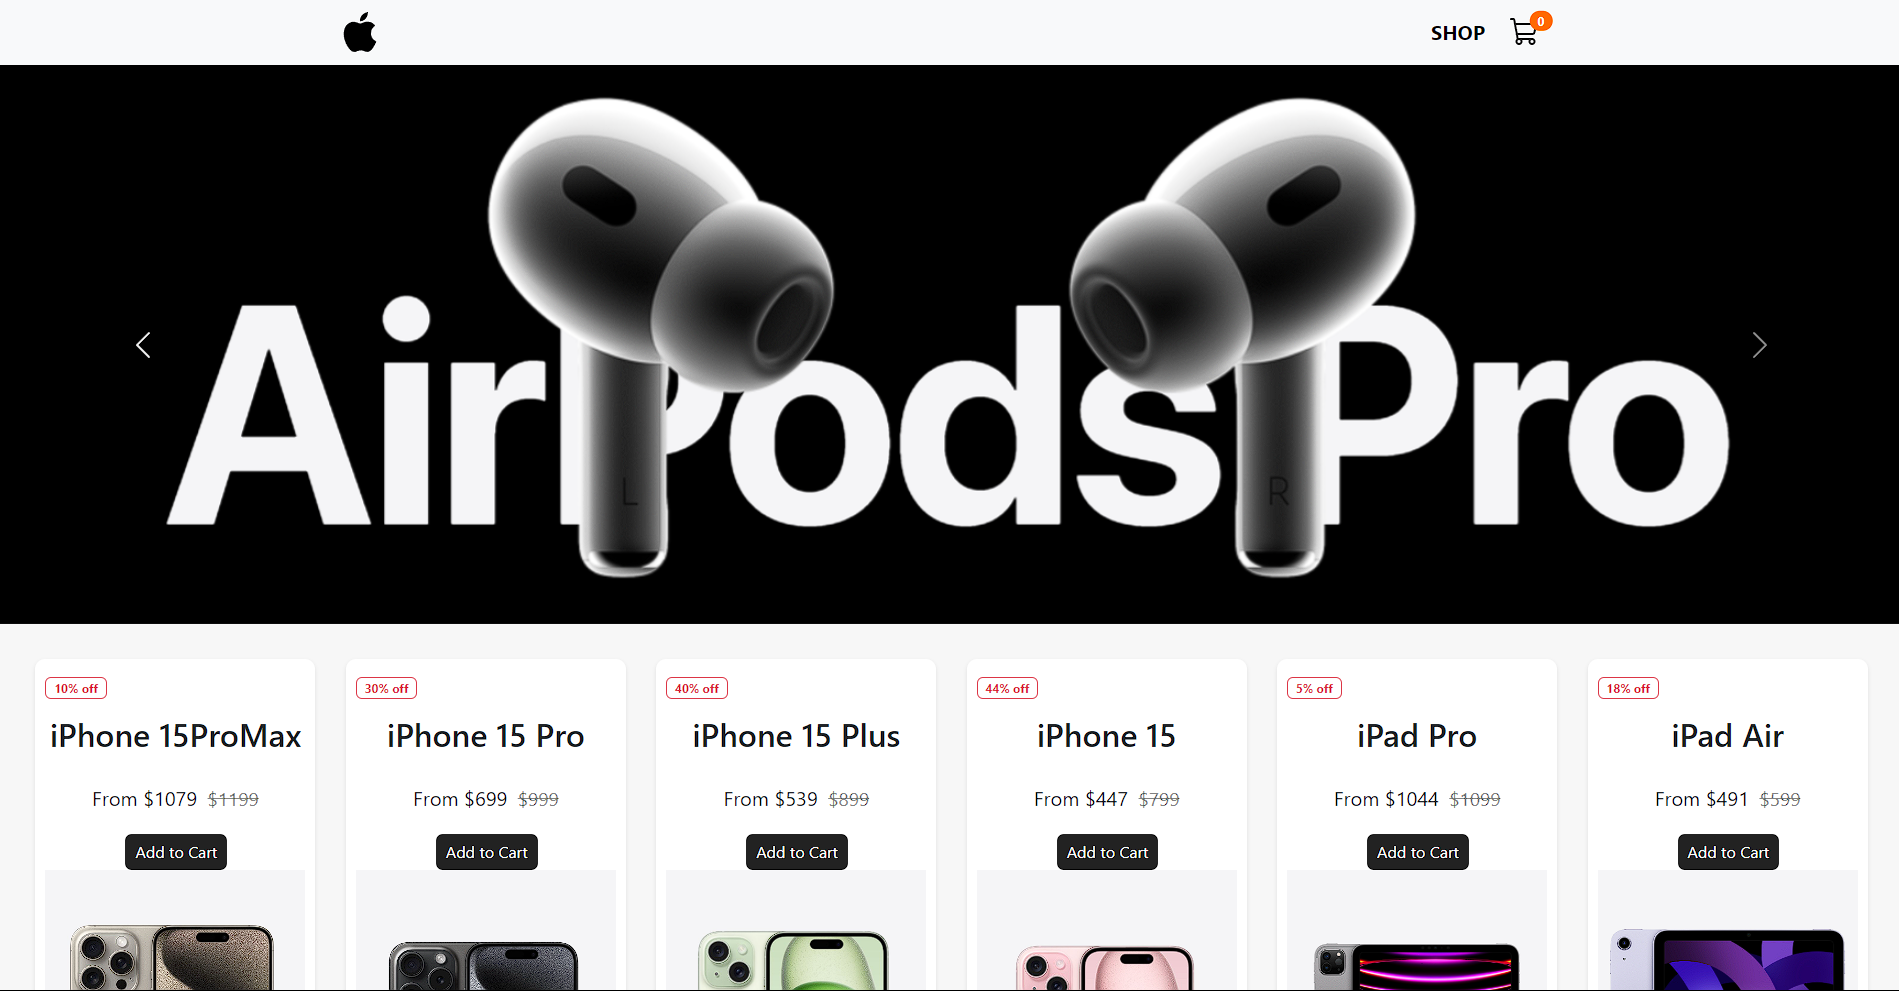 SHOP
0
AirPods Pro
L
R
10% off
iPhone 15ProMax
From $1079 $1199
Add to Cart
30% off
iPhone 15 Pro
From $699 $999
Add to Cart
40% off
iPhone 15 Plus
From $539 $899
Add to Cart
44% off
iPhone 15
From $447 $799
Add to Cart
5% off
iPad Pro
From $1044 $1099
Add to Cart
18% off
iPad Air
From $491 $599
Add to Cart